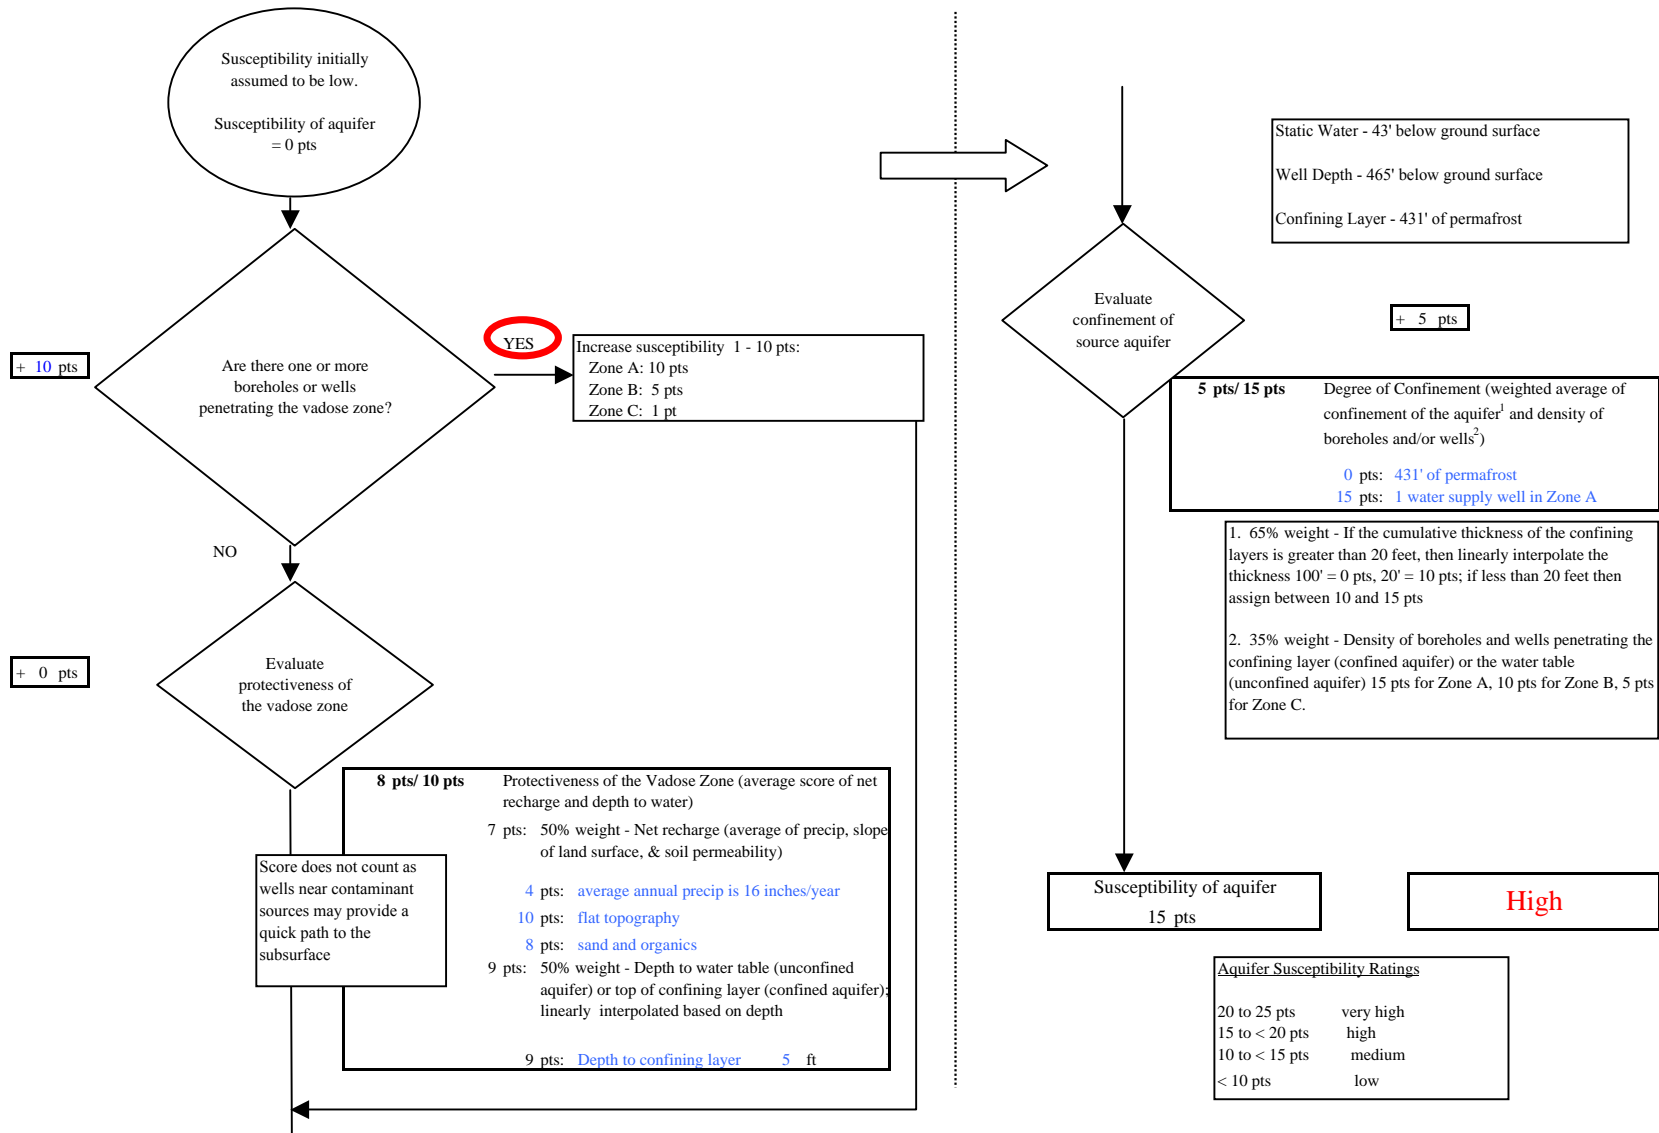 Susceptibility initially
assumed to be low.
Susceptibility of aquifer
= 0 pts
+ 10 pts
Are there one or more
boreholes or wells
penetrating the vadose zone?
YES
Increase susceptibility 1 - 10 pts:
Zone A: 10 pts
Zone B: 5 pts
Zone C: 1 pt
NO
+ 0 pts
Evaluate
protectiveness of
the vadose zone
8 pts/ 10 pts Protectiveness of the Vadose Zone (average score of net
recharge and depth to water)
7 pts: 50% weight - Net recharge (average of precip, slope
of land surface, & soil permeability)
4 pts: average annual precip is 16 inches/year
10 pts: flat topography
8 pts: sand and organics
9 pts: 50% weight - Depth to water table (unconfined
aquifer) or top of confining layer (confined aquifer);
linearly interpolated based on depth
9 pts: Depth to confining layer 5 ft
Score does not count as
wells near contaminant
sources may provide a
quick path to the
subsurface
Static Water - 43' below ground surface
Well Depth - 465' below ground surface
Confining Layer - 431' of permafrost
Evaluate
confinement of
source aquifer
+ 5 pts
5 pts/ 15 pts Degree of Confinement (weighted average of
confinement of the aquifer1 and density of
boreholes and/or wells2)
0 pts: 431' of permafrost
15 pts: 1 water supply well in Zone A
1. 65% weight - If the cumulative thickness of the confining
layers is greater than 20 feet, then linearly interpolate the
thickness 100' = 0 pts, 20' = 10 pts; if less than 20 feet then
assign between 10 and 15 pts
2. 35% weight - Density of boreholes and wells penetrating the
confining layer (confined aquifer) or the water table
(unconfined aquifer) 15 pts for Zone A, 10 pts for Zone B, 5 pts
for Zone C.
Susceptibility of aquifer
15 pts
High
Aquifer Susceptibility Ratings
20 to 25 pts very high
15 to < 20 pts high
10 to < 15 pts medium
< 10 pts low